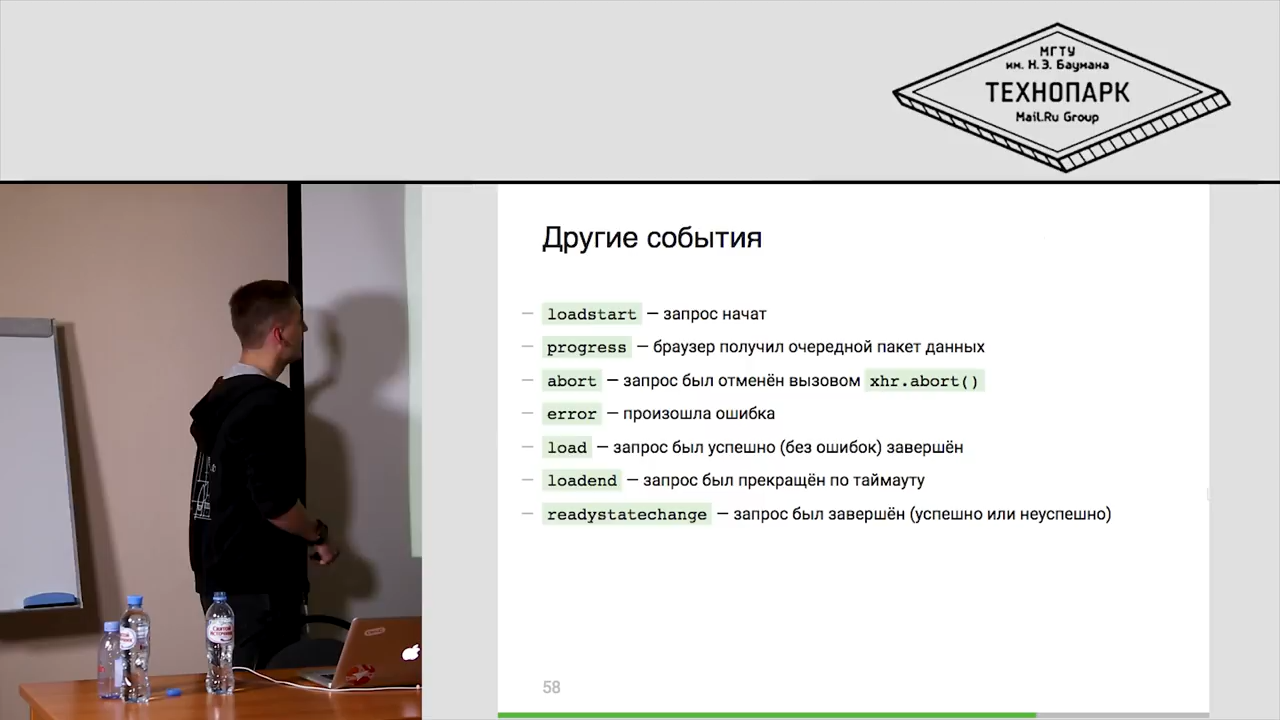 МГТУ
им. Н.Э. Баумана
ТЕХНОПАРК
Mail.Ru Group
Другие события
— loadstart — запрос начат
— progress — браузер получил очередной пакет данных
— abort — запрос был отменён вызовом xhr.abort()
— error — произошла ошибка
— load — запрос был успешно (без ошибок) завершён
— loadend — запрос был прекращён по таймауту
— readystatechange — запрос был завершён (успешно или неуспешно)
58